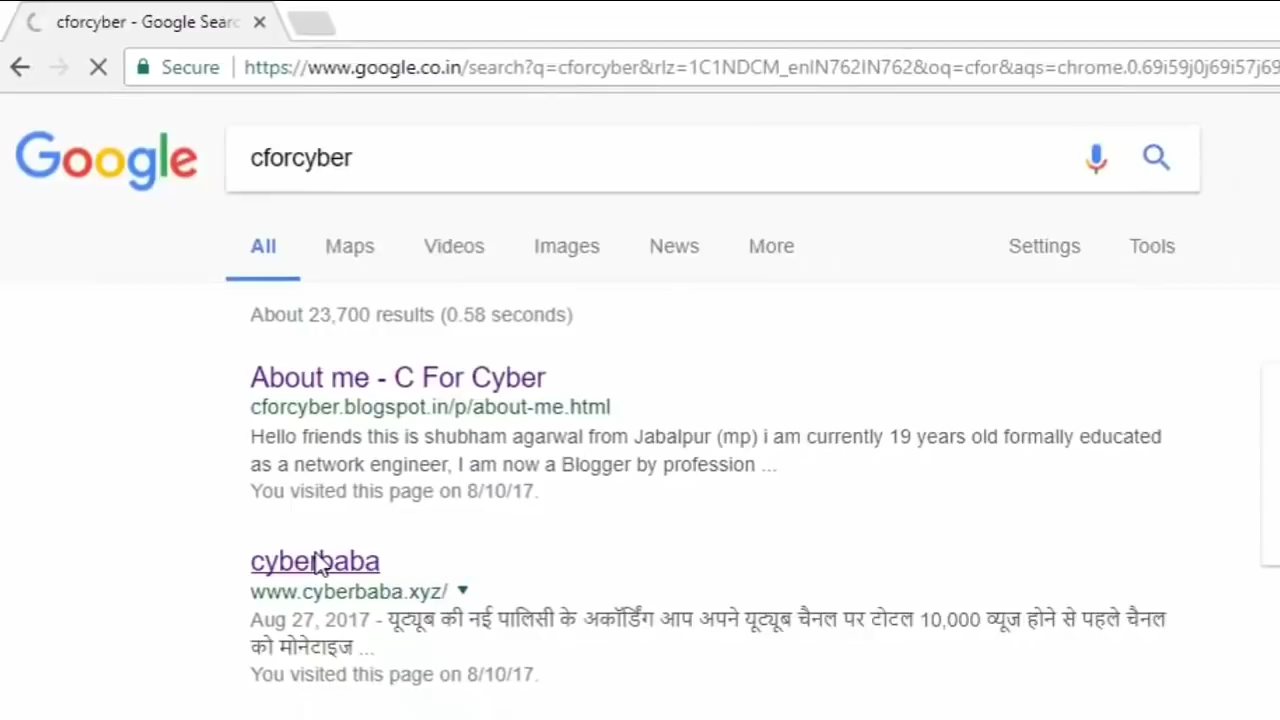 cforcyber - Google Sear
Secure https://www.google.co.in/search?q=cforcyber&rlz=1C1NDCM_enIN762IN762&oq=cfor&aqs=chrome.0.69i59j0j69i57j69
Google
cforcyber
All Maps Videos Images News More Settings Tools
About 23,700 results (0.58 seconds)
About me - C For Cyber
cforcyber.blogspot.in/p/about-me.html
Hello friends this is shubham agarwal from Jabalpur (mp) i am currently 19 years old formally educated
as a network engineer, I am now a Blogger by profession ...
You visited this page on 8/10/17.
cyberbaba
www.cyberbaba.xyz/
Aug 27, 2017 - यूट्यूब की नई पालिसी के अकॉर्डिंग आप अपने यूट्यूब चैनल पर टोटल 10,000 व्यूज होने से पहले चैनल
को मोनेटाइज ...
You visited this page on 8/10/17.